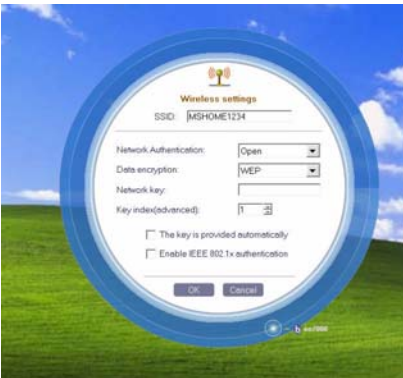 Wireless settings
SSID: MSHOME1234
Network Authentication: Open
Data encryption: WEP
Network key:
Key index(advanced): 1
The key is provided automatically
Enable IEEE 802.1x authentication
OK Cancel